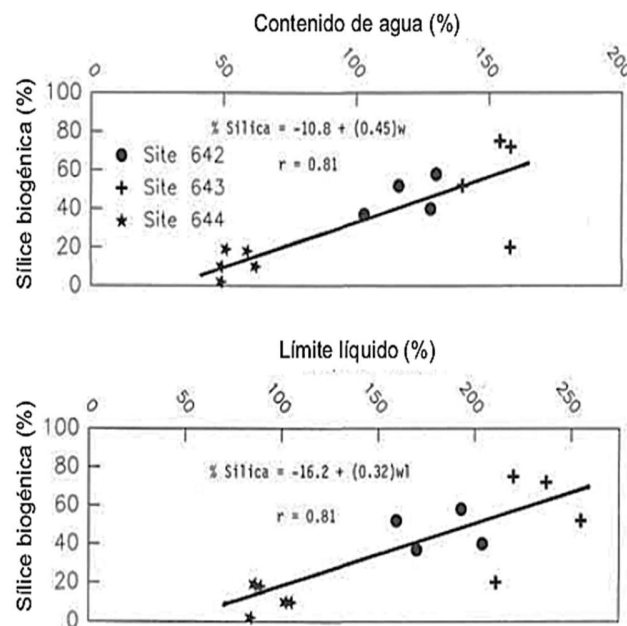 Contenido de agua (%)
0 50 100 150 200
Sílice biogénica (%)
100
80
60
40
20
0
% Silica = -10.8 + (0.45)w
r = 0.81
Site 642
Site 643
Site 644
Límite líquido (%)
0 50 100 150 200 250
Sílice biogénica (%)
100
80
60
40
20
0
% Silica = -16.2 + (0.32)wl
r = 0.81